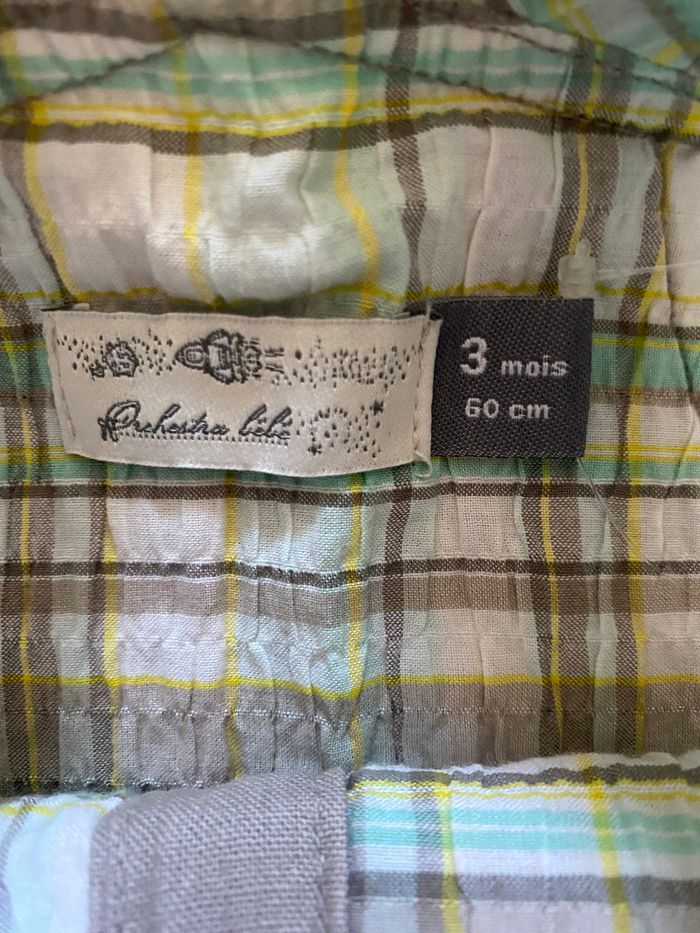 Orchestra bébé
3 mois
60 cm